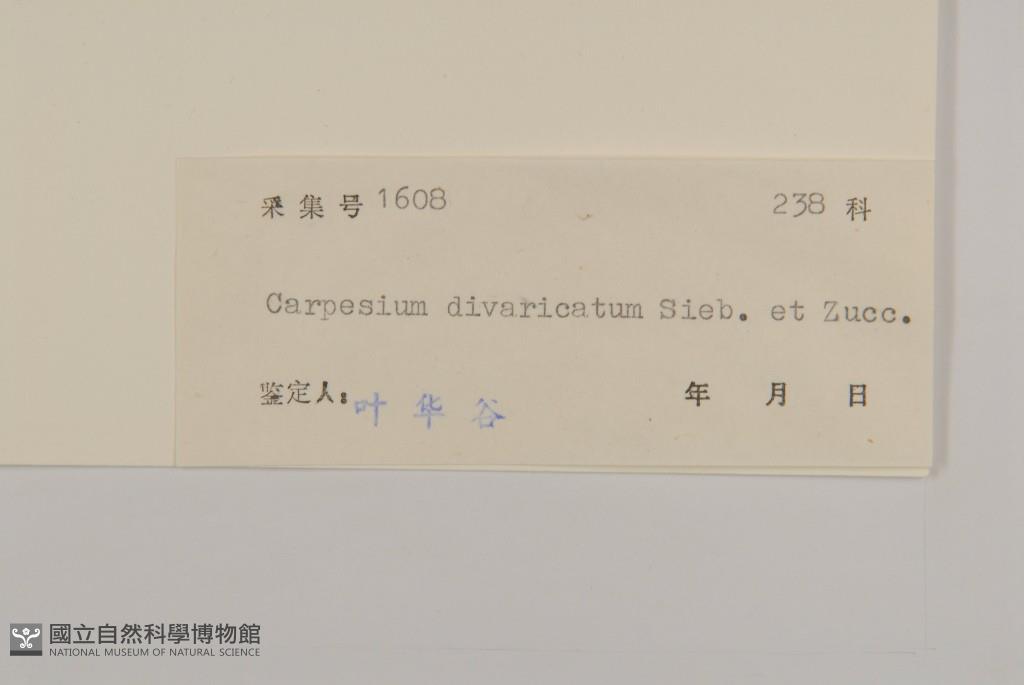 采集号 1608 238 科
Carpesium divaricatum Sieb. et Zucc.
鉴定人: 叶华谷 年 月 日
國立自然科學博物館
NATIONAL MUSEUM OF NATURAL SCIENCE